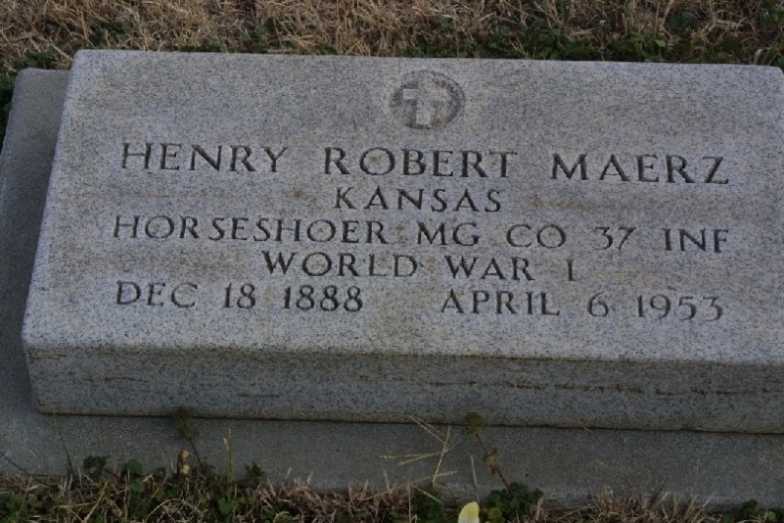 HENRY ROBERT MAERZ
KANSAS
HORSESHOER MG CO 37 INF
WORLD WAR I
DEC 18 1888 APRIL 6 1953